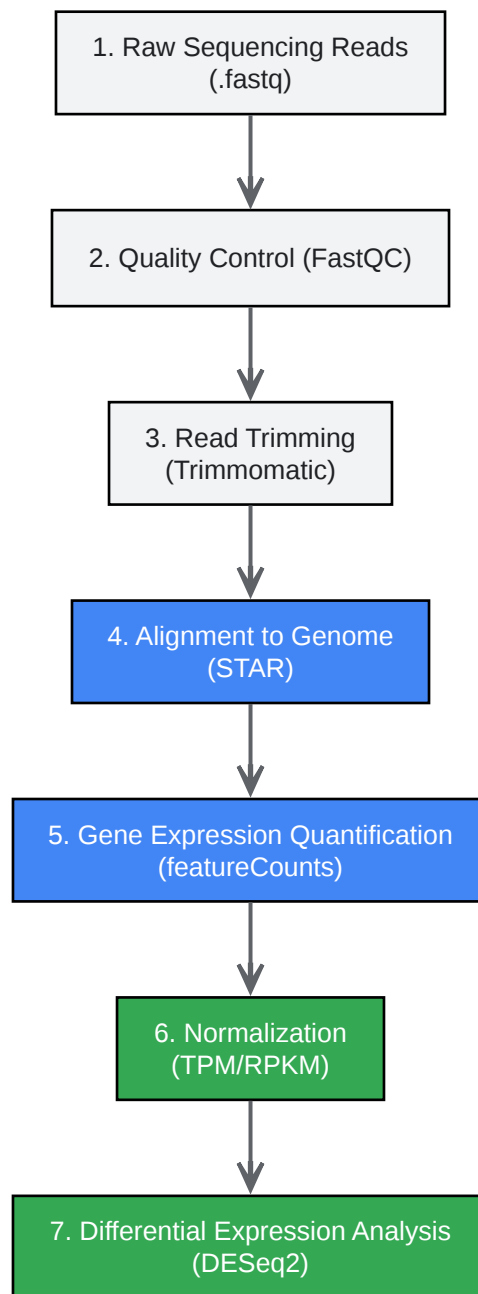 1. Raw Sequencing Reads
(.fastq)
2. Quality Control (FastQC)
3. Read Trimming
(Trimmomatic)
4. Alignment to Genome
(STAR)
5. Gene Expression Quantification
(featureCounts)
6. Normalization
(TPM/RPKM)
7. Differential Expression Analysis
(DESeq2)